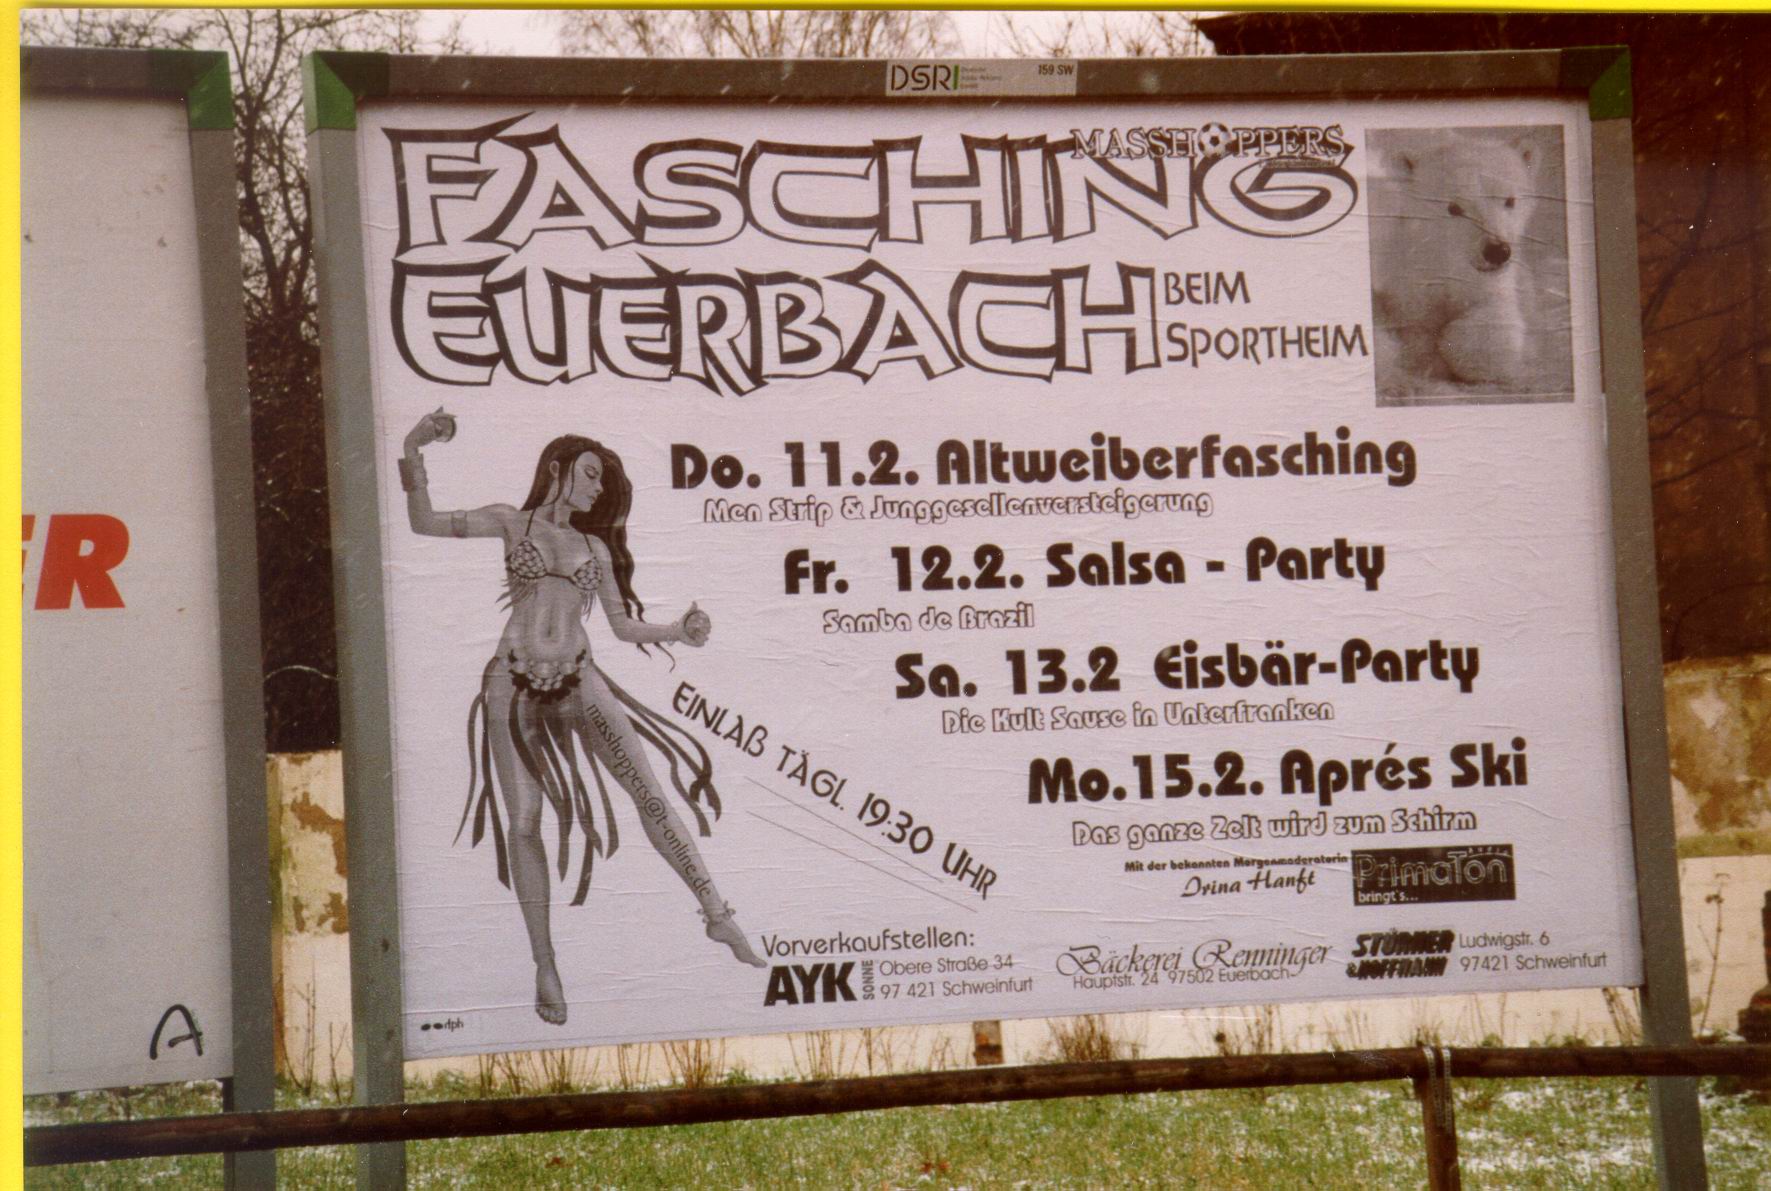 DSR
159 SW
MASSHOPPERS
FASCHING
EUERBACH
BEIM
SPORTHEIM
Do. 11.2. Altweiberfasching
Men Strip & Junggesellenversteigerung
Fr. 12.2. Salsa - Party
Samba de Brazil
Sa. 13.2 Eisbär-Party
Die Kult Sause in Unterfranken
Mo.15.2. Aprés Ski
Das ganze Zelt wird zum Schirm
Mit der bekannten Morgenmoderatorin
Irina Hanft
Radio
PrimaTon
bringt's...
EINLAß TÄGL. 19:30 UHR
masshoppers@t-online.de
Vorverkaufstellen:
AYK SONNE
Obere Straße 34
97 421 Schweinfurt
Bäckerei Renninger
Hauptstr. 24 97502 Euerbach
STÜRMER
&HOFFMANN
Ludwigstr. 6
97421 Schweinfurt
ER
A